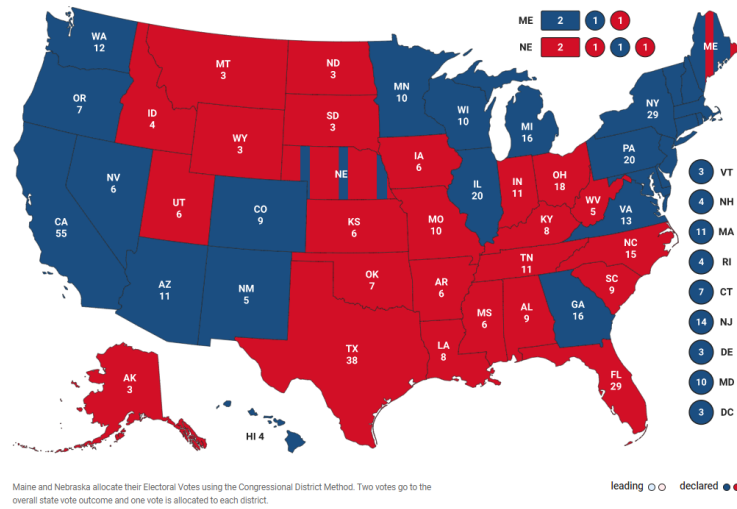 ME 2 1 1
NE 2 1 1 1
WA
12
OR
7
CA
55
NV
6
ID
4
MT
3
WY
3
UT
6
AZ
11
CO
9
NM
5
ND
3
SD
3
NE
KS
6
OK
7
TX
38
MN
10
IA
6
MO
10
AR
6
LA
8
WI
10
IL
20
MI
16
IN
11
OH
18
KY
8
TN
11
MS
6
AL
9
GA
16
FL
29
SC
9
NC
15
VA
13
WV
5
PA
20
NY
29
ME
AK
3
HI 4
3 VT
4 NH
11 MA
4 RI
7 CT
14 NJ
3 DE
10 MD
3 DC
Maine and Nebraska allocate their Electoral Votes using the Congressional District Method. Two votes go to the
overall state vote outcome and one vote is allocated to each district.
leading declared